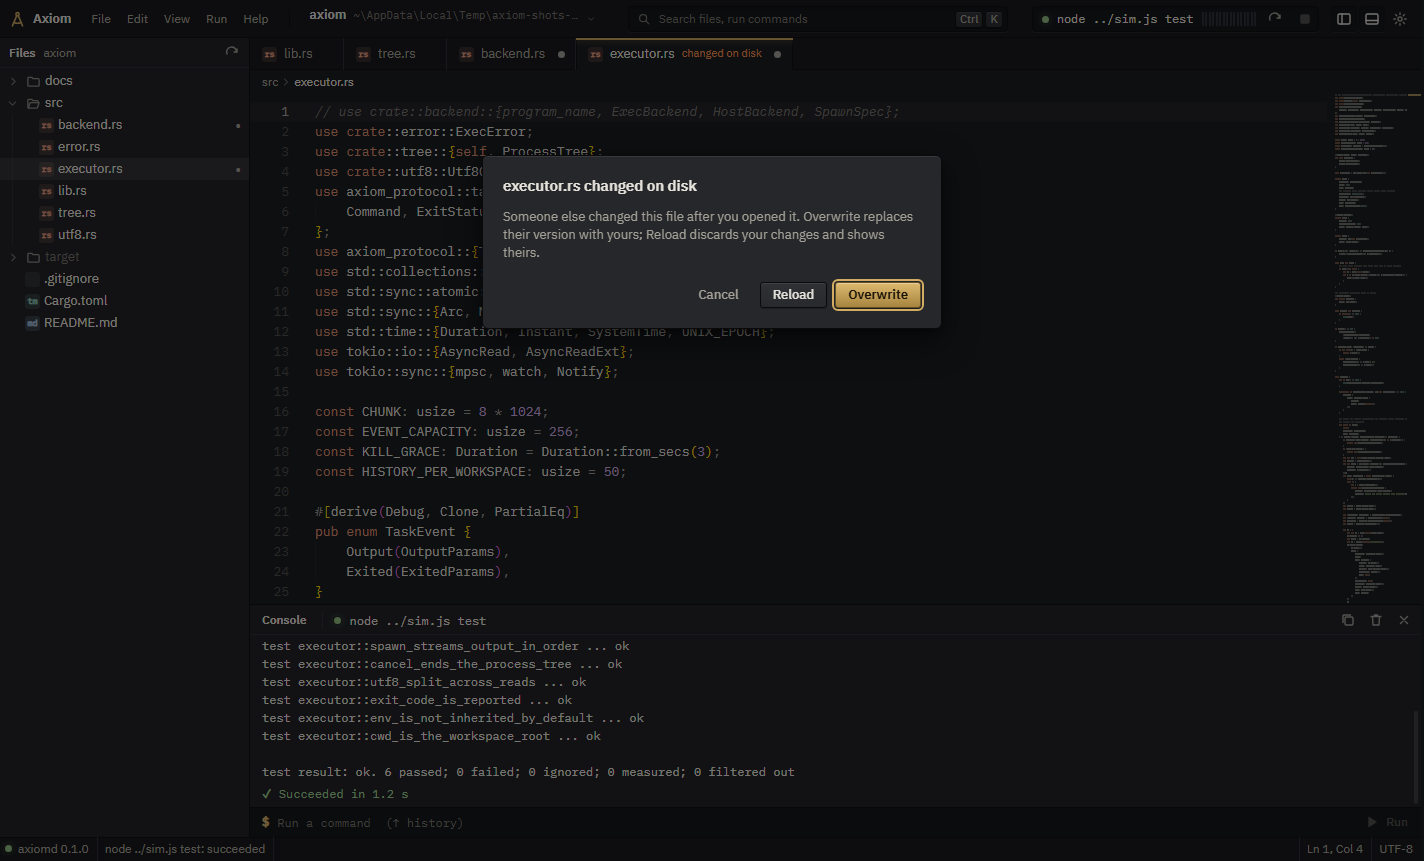 Axiom File Edit View Run Help axiom ~\AppData\Local\Temp\axiom-shots-... Search files, run commands Ctrl K node ../sim.js test
Files axiom
docs
src
backend.rs
error.rs
executor.rs
lib.rs
tree.rs
utf8.rs
target
.gitignore
Cargo.toml
README.md
lib.rs tree.rs backend.rs executor.rs changed on disk
src > executor.rs
1 // use crate::backend::{program_name, ExecBackend, HostBackend, SpawnSpec};
2 use crate::error::ExecError;
3 use crate::tree::{self, ProcessTree};
4 use crate::utf8::Utf8
5 use axiom_protocol::ta
6 Command, ExitStatu
7 };
8 use axiom_protocol::{
9 use std::collections::
10 use std::sync::atomic:
11 use std::sync::{Arc,
12 use std::time::{Duration, Instant, SystemTime, UNIX_EPOCH};
13 use tokio::io::{AsyncRead, AsyncReadExt};
14 use tokio::sync::{mpsc, watch, Notify};
15
16 const CHUNK: usize = 8 * 1024;
17 const EVENT_CAPACITY: usize = 256;
18 const KILL_GRACE: Duration = Duration::from_secs(3);
19 const HISTORY_PER_WORKSPACE: usize = 50;
20
21 #[derive(Debug, Clone, PartialEq)]
22 pub enum TaskEvent {
23 Output(OutputParams),
24 Exited(ExitedParams),
25 }
executor.rs changed on disk
Someone else changed this file after you opened it. Overwrite replaces
their version with yours; Reload discards your changes and shows
theirs.
Cancel Reload Overwrite
Console node ../sim.js test
test executor::spawn_streams_output_in_order ... ok
test executor::cancel_ends_the_process_tree ... ok
test executor::utf8_split_across_reads ... ok
test executor::exit_code_is_reported ... ok
test executor::env_is_not_inherited_by_default ... ok
test executor::cwd_is_the_workspace_root ... ok
test result: ok. 6 passed; 0 failed; 0 ignored; 0 measured; 0 filtered out
✓ Succeeded in 1.2 s
$ Run a command (↑ history) Run
axiomd 0.1.0 node ../sim.js test: succeeded Ln 1, Col 4 UTF-8